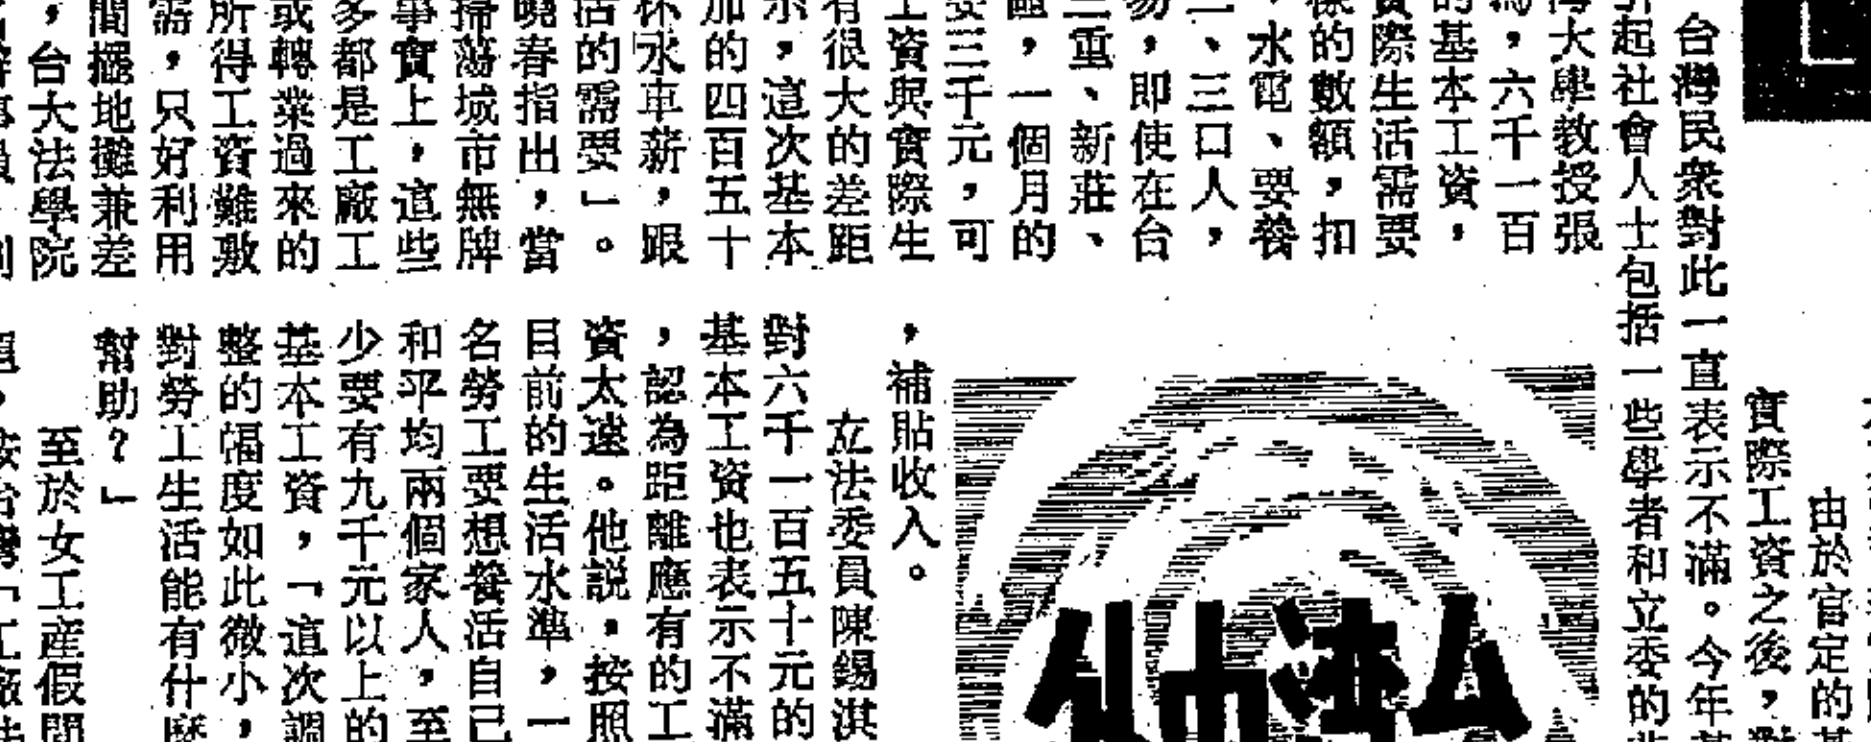 由於官定的
實際工資之後，對
台灣民衆對此一直表示不滿。今年基
引起社會人士包括一些學者和立委的
灣大學教授張
為，六千一百
的基本工資，
實際生活需要
樣的數額，扣
，水電、要養
二、三口人，
易，即使在台
三重、新莊、
區，一個月的
要三千元，可
工資與實際生
有很大的差距
示，這次基本
加的四百五十
杯水車薪，跟
活的需要」。
曉春指出，當
掃蕩城市無牌
事實上，這些
多都是工廠工
或轉業過來的
所得工資難敷
需，只好利用
間擺地攤兼差
，台大法學院
，補貼收入。
立法委員陳錫淇
對六千一百五十元的
基本工資也表示不滿
，認為距離應有的工
資太遠。他説，按照
目前的生活水準，一
名勞工要想養活自己
和平均兩個家人，至
少要有九千元以上的
基本工資，「這次調
整的幅度如此微小，
對勞工生活能有什麼
幫助？」
至於女工產假問
，按台灣「工廠法